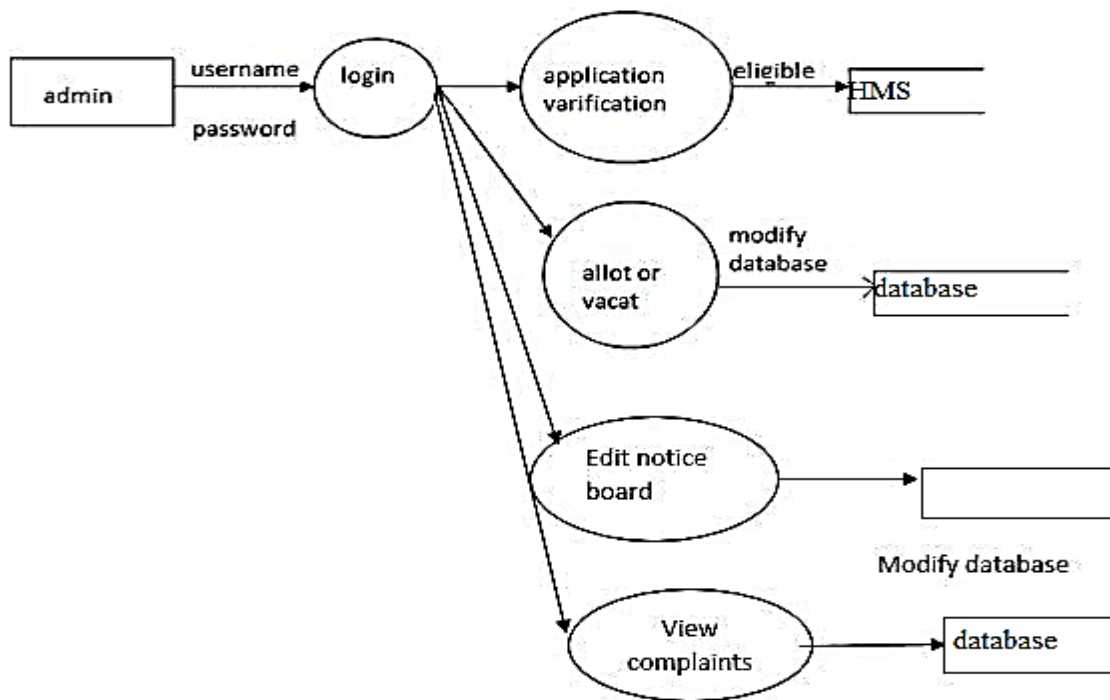 admin
username
password
login
application
varification
eligible
HMS
allot or
vacat
modify
database
database
Edit notice
board
Modify database
View
complaints
database